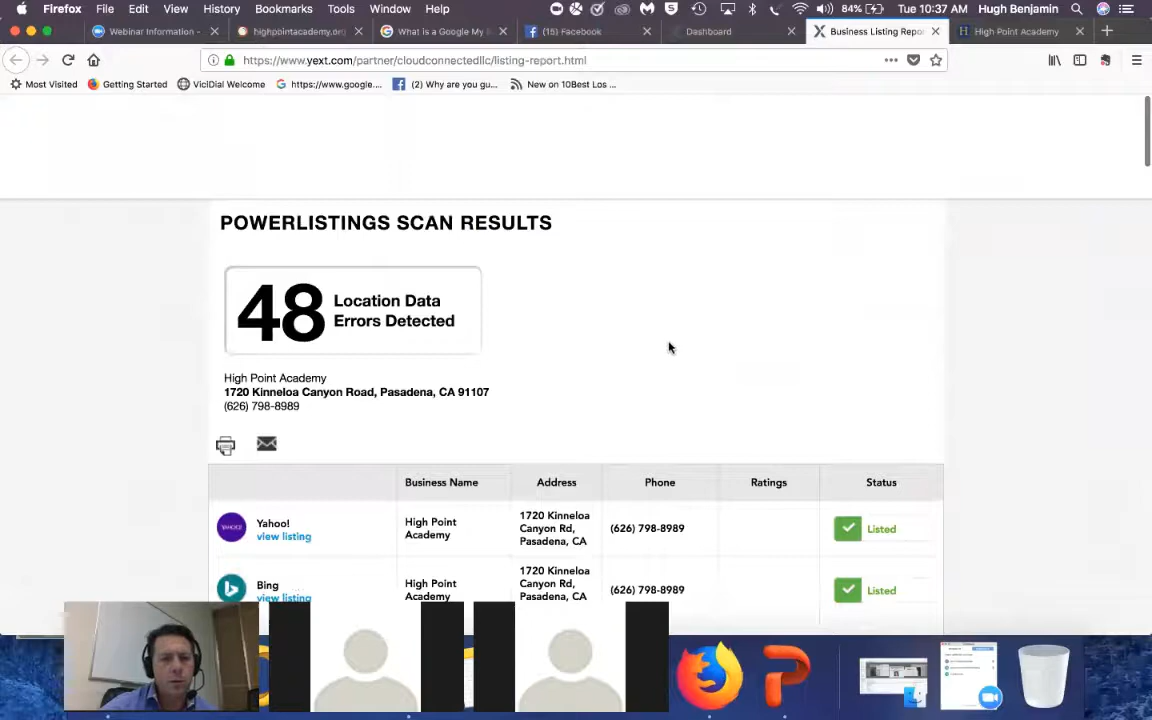 Firefox File Edit View History Bookmarks Tools Window Help 84% Tue 10:37 AM Hugh Benjamin
Webinar Information - highpointacademy.or What is a Google My (15) Facebook Dashboard Business Listing Repo High Point Academy
https://www.yext.com/partner/cloudconnectedllc/listing-report.html
Most Visited Getting Started ViciDial Welcome https://www.google.... (2) Why are you gu... New on 10Best Los ...
POWERLISTINGS SCAN RESULTS
48 Location Data
Errors Detected
High Point Academy
1720 Kinneloa Canyon Road, Pasadena, CA 91107
(626) 798-8989
Business Name Address Phone Ratings Status
Yahoo!
view listing
High Point
Academy
1720 Kinneloa
Canyon Rd,
Pasadena, CA
(626) 798-8989
Listed
Bing
view listing
High Point
Academy
1720 Kinneloa
Canyon Rd,
Pasadena, CA
(626) 798-8989
Listed